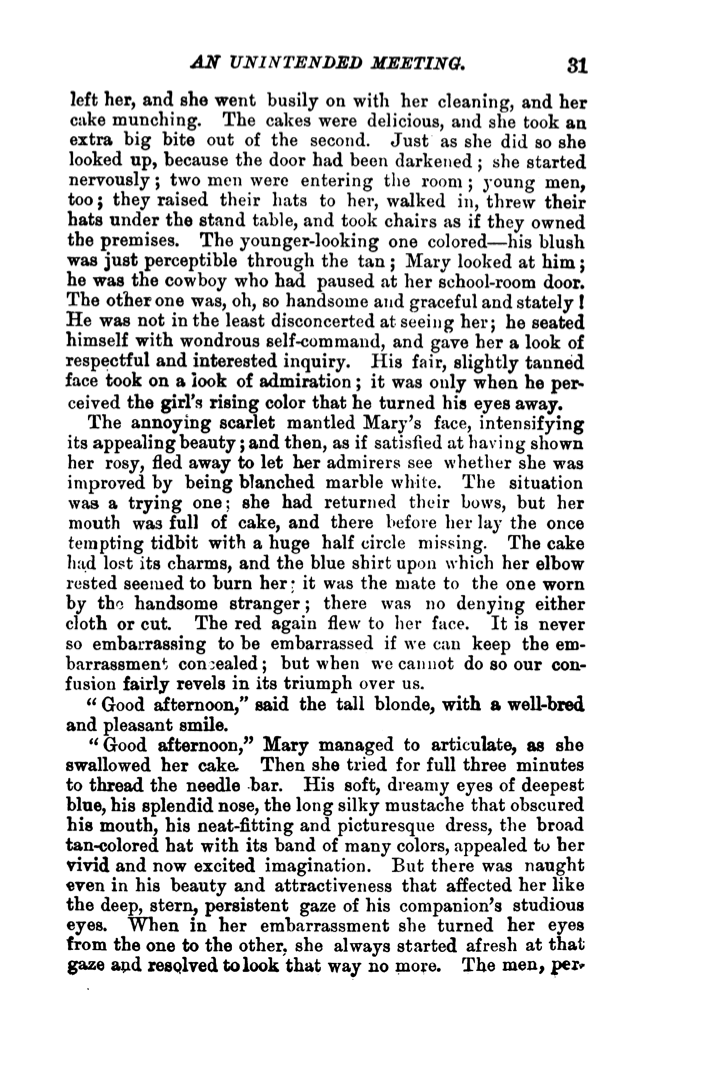 AN UNINTENDED MEETING. 31
left her, and she went busily on with her cleaning, and her
cake munching. The cakes were delicious, and she took an
extra big bite out of the second. Just as she did so she
looked up, because the door had been darkened; she started
nervously; two men were entering the room; young men,
too; they raised their hats to her, walked in, threw their
hats under the stand table, and took chairs as if they owned
the premises. The younger-looking one colored—his blush
was just perceptible through the tan; Mary looked at him;
he was the cowboy who had paused at her school-room door.
The other one was, oh, so handsome and graceful and stately!
He was not in the least disconcerted at seeing her; he seated
himself with wondrous self-command, and gave her a look of
respectful and interested inquiry. His fair, slightly tanned
face took on a look of admiration; it was only when he per-
ceived the girl's rising color that he turned his eyes away.
The annoying scarlet mantled Mary's face, intensifying
its appealing beauty; and then, as if satisfied at having shown
her rosy, fled away to let her admirers see whether she was
improved by being blanched marble white. The situation
was a trying one; she had returned their bows, but her
mouth was full of cake, and there before her lay the once
tempting tidbit with a huge half circle missing. The cake
had lost its charms, and the blue shirt upon which her elbow
rested seemed to burn her; it was the mate to the one worn
by the handsome stranger; there was no denying either
cloth or cut. The red again flew to her face. It is never
so embarrassing to be embarrassed if we can keep the em-
barrassment concealed; but when we cannot do so our con-
fusion fairly revels in its triumph over us.
"Good afternoon," said the tall blonde, with a well-bred
and pleasant smile.
"Good afternoon," Mary managed to articulate, as she
swallowed her cake. Then she tried for full three minutes
to thread the needle bar. His soft, dreamy eyes of deepest
blue, his splendid nose, the long silky mustache that obscured
his mouth, his neat-fitting and picturesque dress, the broad
tan-colored hat with its band of many colors, appealed to her
vivid and now excited imagination. But there was naught
even in his beauty and attractiveness that affected her like
the deep, stern, persistent gaze of his companion's studious
eyes. When in her embarrassment she turned her eyes
from the one to the other, she always started afresh at that
gaze and resolved to look that way no more. The men, per-